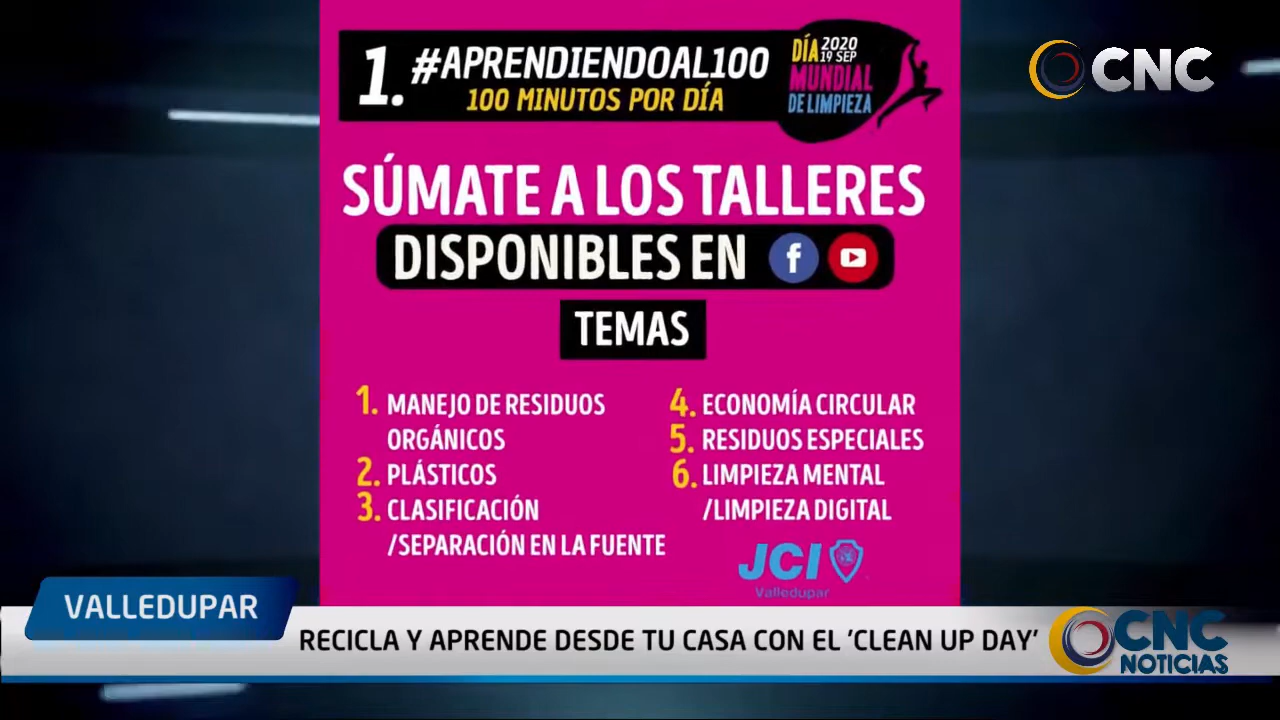 1. #APRENDIENDOAL100
100 MINUTOS POR DÍA
DÍA 2020
19 SEP
MUNDIAL
DE LIMPIEZA
CNC
SÚMATE A LOS TALLERES
DISPONIBLES EN f
TEMAS
1. MANEJO DE RESIDUOS
ORGÁNICOS
2. PLÁSTICOS
3. CLASIFICACIÓN
/SEPARACIÓN EN LA FUENTE
4. ECONOMÍA CIRCULAR
5. RESIDUOS ESPECIALES
6. LIMPIEZA MENTAL
/LIMPIEZA DIGITAL
JCI
Valledupar
VALLEDUPAR
RECICLA Y APRENDE DESDE TU CASA CON EL 'CLEAN UP DAY'
CNC
NOTICIAS